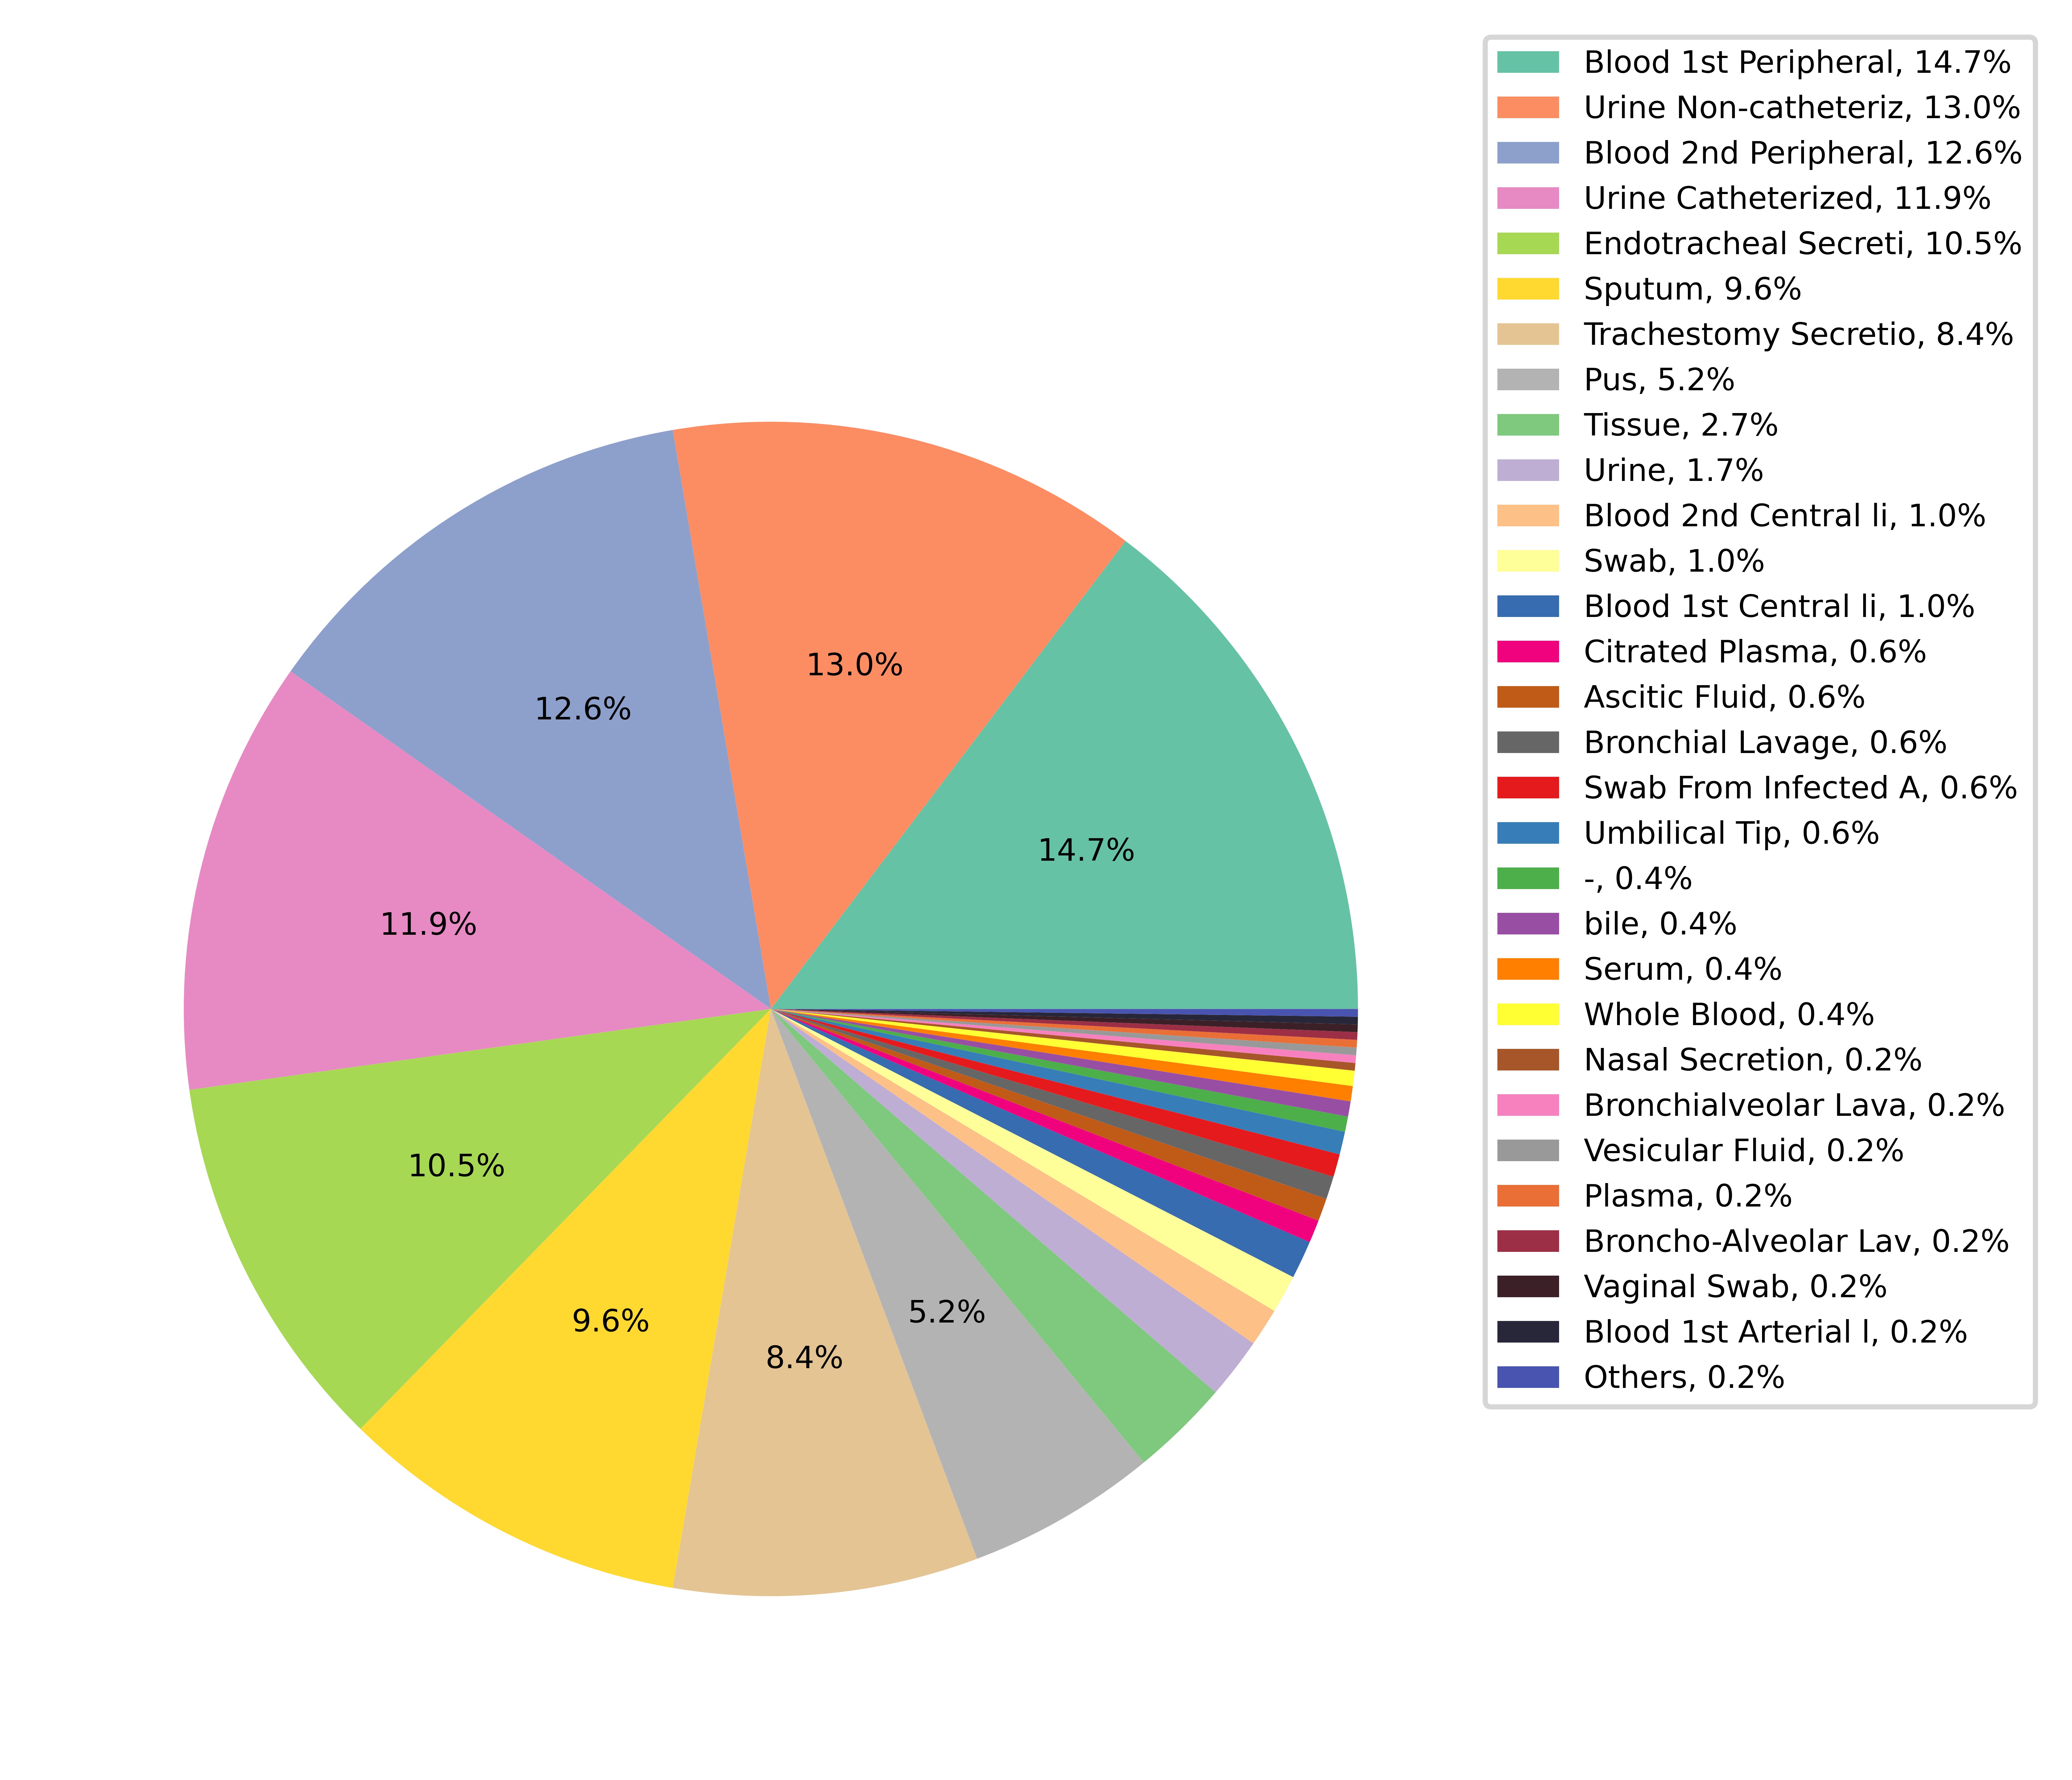 Blood 1st Peripheral, 14.7%
Urine Non-catheteriz, 13.0%
Blood 2nd Peripheral, 12.6%
Urine Catheterized, 11.9%
Endotracheal Secreti, 10.5%
Sputum, 9.6%
Trachestomy Secretio, 8.4%
Pus, 5.2%
Tissue, 2.7%
Urine, 1.7%
Blood 2nd Central li, 1.0%
Swab, 1.0%
Blood 1st Central li, 1.0%
Citrated Plasma, 0.6%
Ascitic Fluid, 0.6%
Bronchial Lavage, 0.6%
Swab From Infected A, 0.6%
Umbilical Tip, 0.6%
-, 0.4%
bile, 0.4%
Serum, 0.4%
Whole Blood, 0.4%
Nasal Secretion, 0.2%
Bronchialveolar Lava, 0.2%
Vesicular Fluid, 0.2%
Plasma, 0.2%
Broncho-Alveolar Lav, 0.2%
Vaginal Swab, 0.2%
Blood 1st Arterial l, 0.2%
Others, 0.2%
13.0%
12.6%
14.7%
11.9%
10.5%
5.2%
9.6%
8.4%